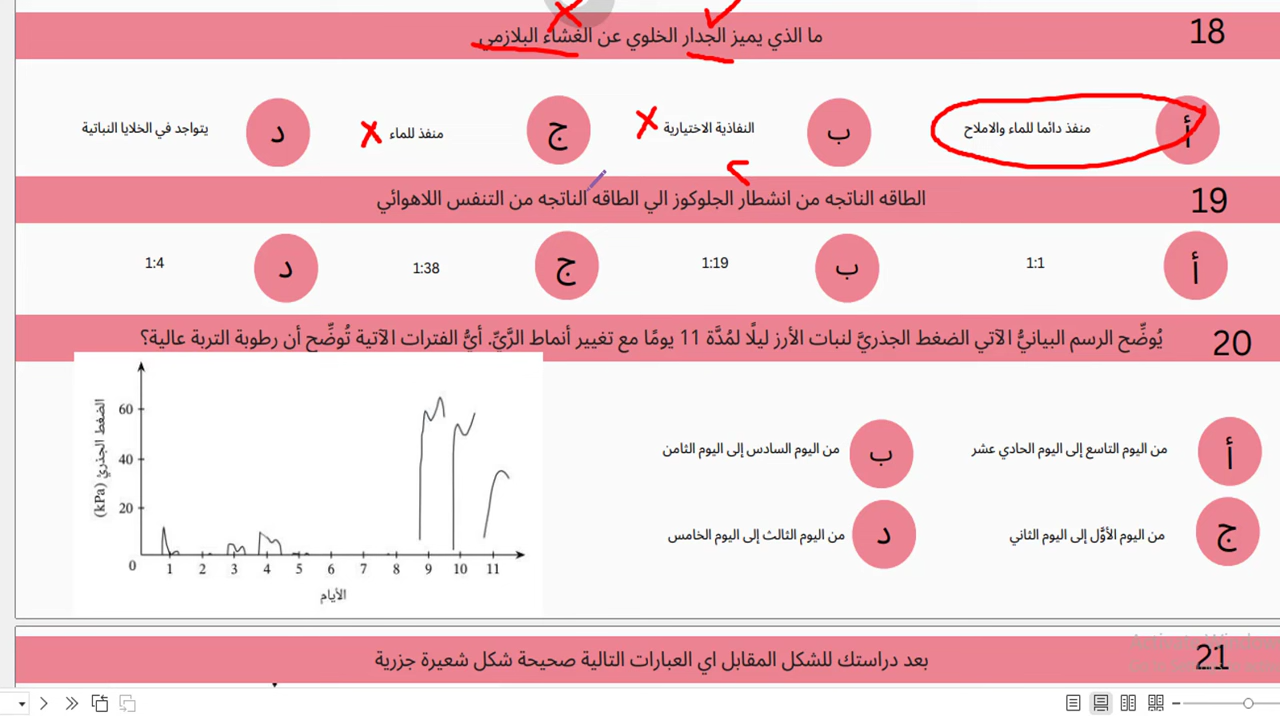 18
ما الذي يميز الجدار الخلوي عن الغشاء البلازمي
أ
منفذ دائما للماء والاملاح
ب
النفاذية الاختيارية
ج
منفذ للماء
د
يتواجد في الخلايا النباتية
19
الطاقه الناتجه من انشطار الجلوكوز الي الطاقه الناتجه من التنفس اللاهوائي
أ
1:1
ب
1:19
ج
1:38
د
1:4
20
يُوضِّح الرسم البيانيُّ الآتي الضغط الجذريَّ لنبات الأرز ليلًا لمُدَّة 11 يومًا مع تغيير أنماط الرَّيِّ. أيُّ الفترات الآتية تُوضِّح أن رطوبة التربة عالية؟
أ
من اليوم التاسع إلى اليوم الحادي عشر
ب
من اليوم السادس إلى اليوم الثامن
ج
من اليوم الأوَّل إلى اليوم الثاني
د
من اليوم الثالث إلى اليوم الخامس
الضغط الجذريّ (kPa)
60
40
20
0
1 2 3 4 5 6 7 8 9 10 11
الأيام
21
بعد دراستك للشكل المقابل اي العبارات التالية صحيحة شكل شعيرة جزرية